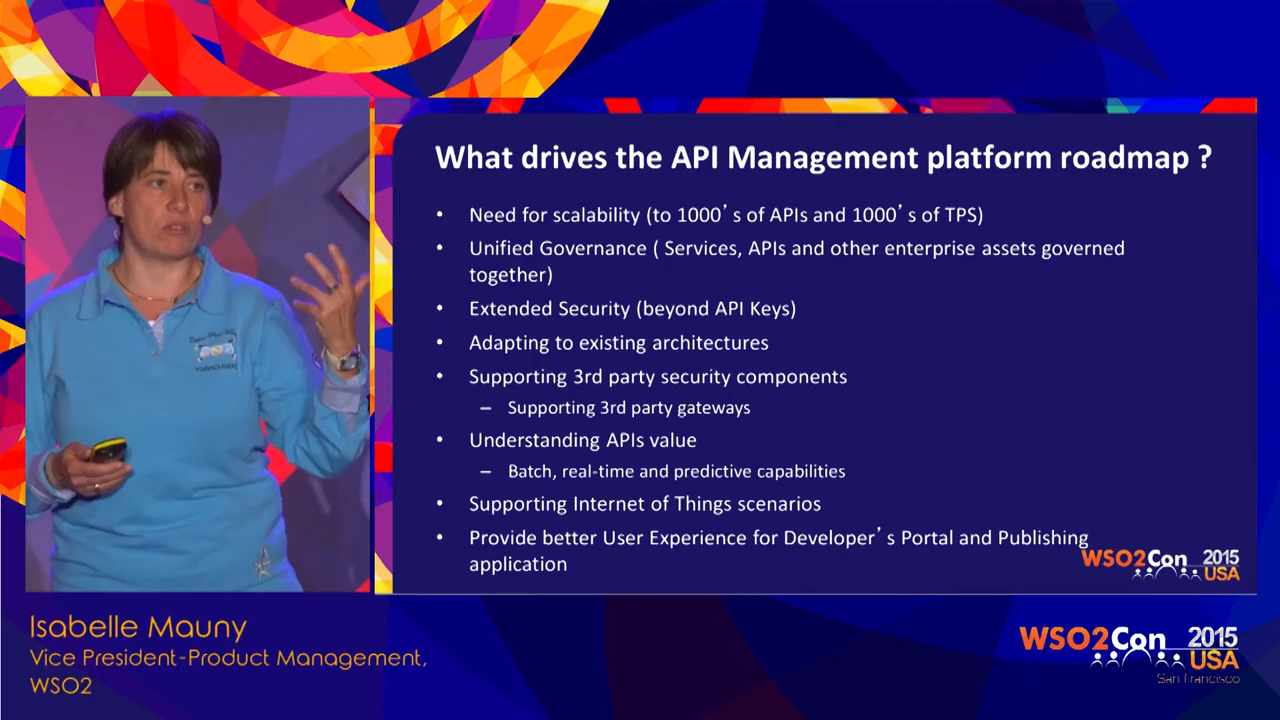 What drives the API Management platform roadmap ?
• Need for scalability (to 1000’s of APIs and 1000’s of TPS)
• Unified Governance ( Services, APIs and other enterprise assets governed
together)
• Extended Security (beyond API Keys)
• Adapting to existing architectures
• Supporting 3rd party security components
– Supporting 3rd party gateways
• Understanding APIs value
– Batch, real-time and predictive capabilities
• Supporting Internet of Things scenarios
• Provide better User Experience for Developer’s Portal and Publishing
application
WSO2Con 2015
USA
Isabelle Mauny
Vice President-Product Management,
WSO2
WSO2Con 2015
USA
San Francisco